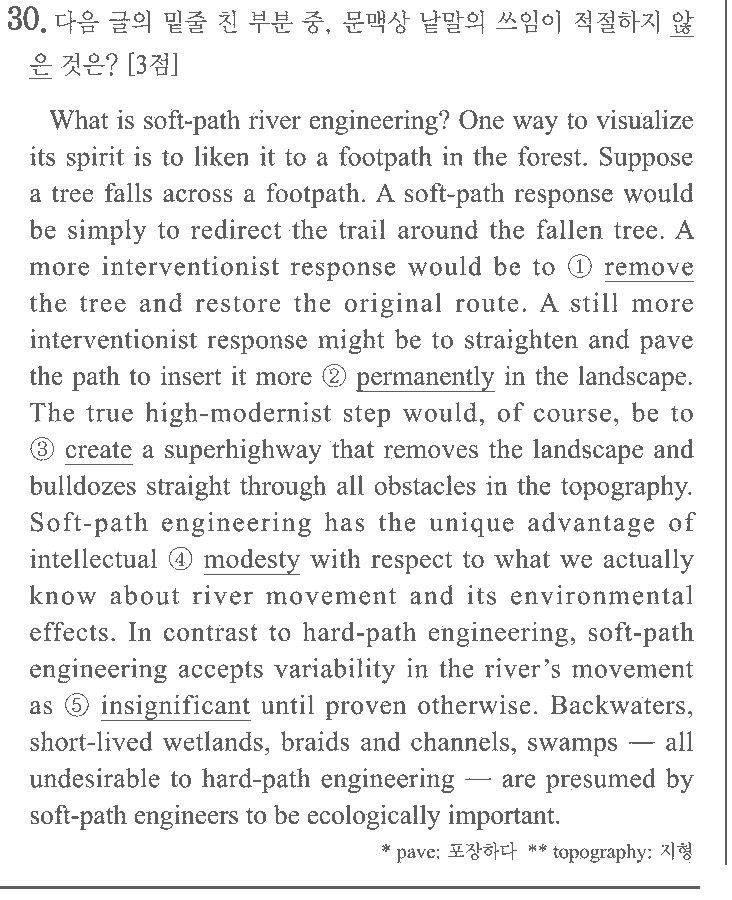 30. 다음 글의 밑줄 친 부분 중, 문맥상 낱말의 쓰임이 적절하지 않
은 것은? [3점]
What is soft-path river engineering? One way to visualize
its spirit is to liken it to a footpath in the forest. Suppose
a tree falls across a footpath. A soft-path response would
be simply to redirect the trail around the fallen tree. A
more interventionist response would be to ① remove
the tree and restore the original route. A still more
interventionist response might be to straighten and pave
the path to insert it more ② permanently in the landscape.
The true high-modernist step would, of course, be to
③ create a superhighway that removes the landscape and
bulldozes straight through all obstacles in the topography.
Soft-path engineering has the unique advantage of
intellectual ④ modesty with respect to what we actually
know about river movement and its environmental
effects. In contrast to hard-path engineering, soft-path
engineering accepts variability in the river's movement
as ⑤ insignificant until proven otherwise. Backwaters,
short-lived wetlands, braids and channels, swamps — all
undesirable to hard-path engineering — are presumed by
soft-path engineers to be ecologically important.
* pave: 포장하다 ** topography: 지형